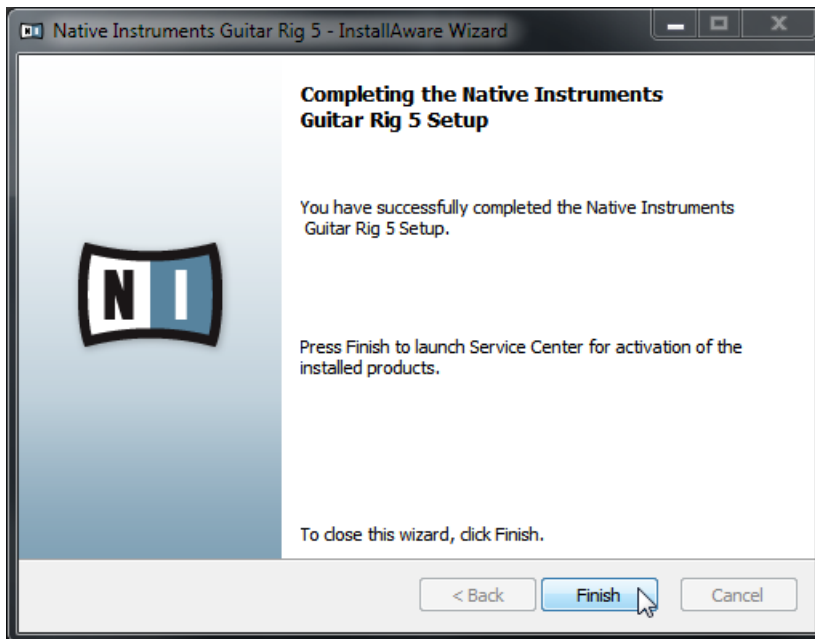 Native Instruments Guitar Rig 5 - InstallAware Wizard
Completing the Native Instruments
Guitar Rig 5 Setup
You have successfully completed the Native Instruments
Guitar Rig 5 Setup.
N I
Press Finish to launch Service Center for activation of the
installed products.
To close this wizard, click Finish.
< Back Finish Cancel